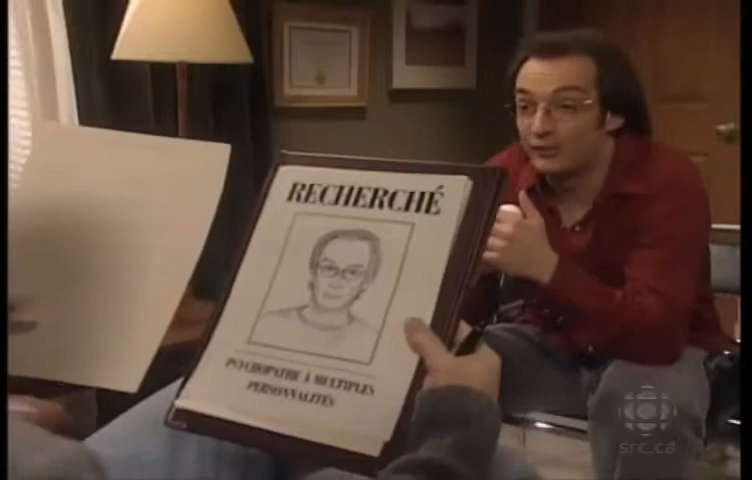 RECHERCHÉ
PSYCHOPATHE À MULTIPLES
PERSONNALITÉS
src.ca